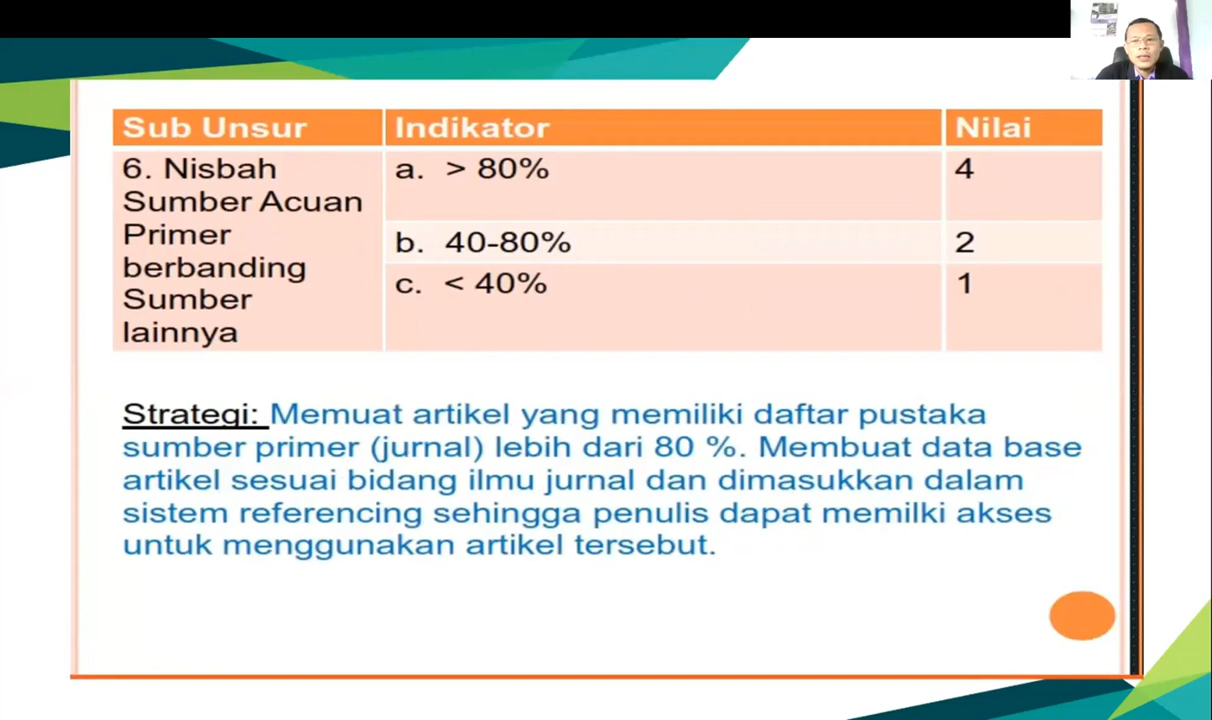 Sub Unsur Indikator Nilai
6. Nisbah Sumber Acuan Primer berbanding Sumber lainnya
a. > 80% 4
b. 40-80% 2
c. < 40% 1
Strategi: Memuat artikel yang memiliki daftar pustaka
sumber primer (jurnal) lebih dari 80 %. Membuat data base
artikel sesuai bidang ilmu jurnal dan dimasukkan dalam
sistem referencing sehingga penulis dapat memilki akses
untuk menggunakan artikel tersebut.